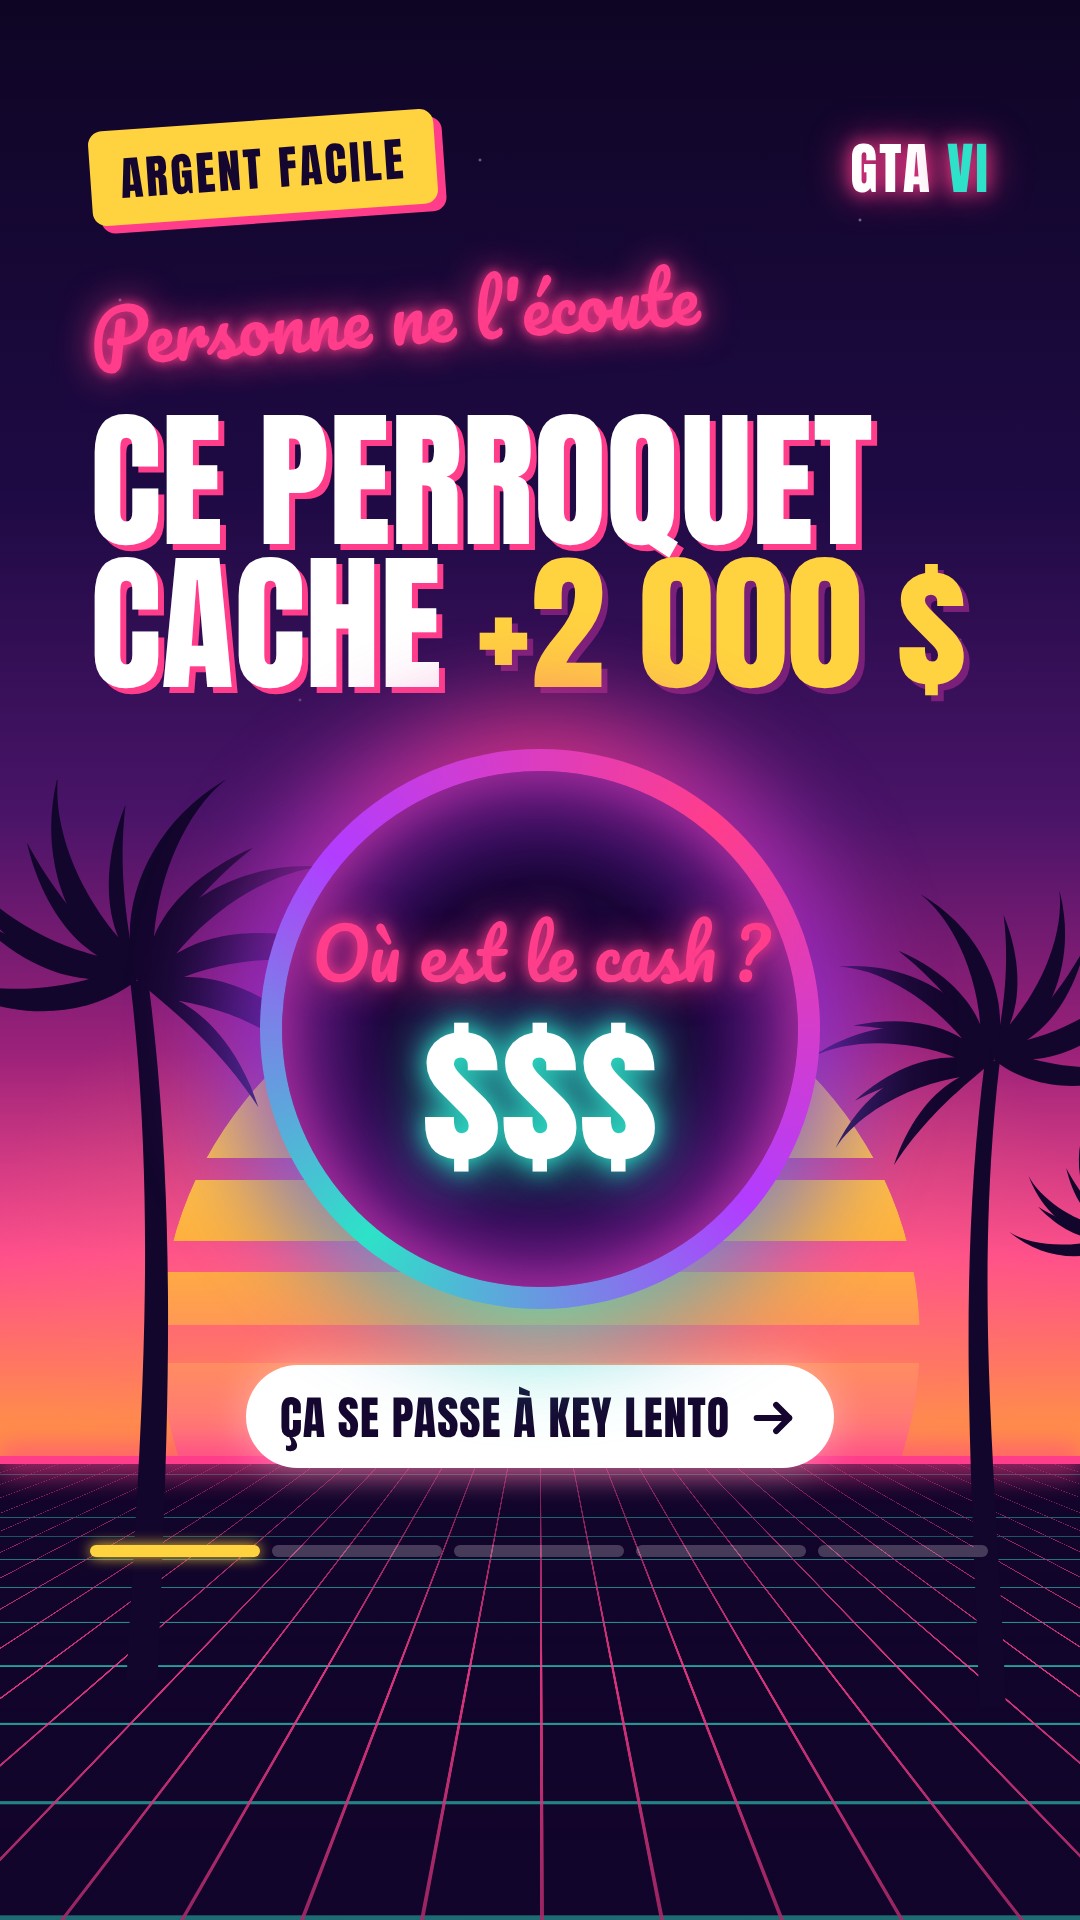 ARGENT FACILE
GTA VI
Personne ne l'écoute
CE PERROQUET
CACHE +2 000 $
Où est le cash ?
$$$
ÇA SE PASSE À KEY LENTO →